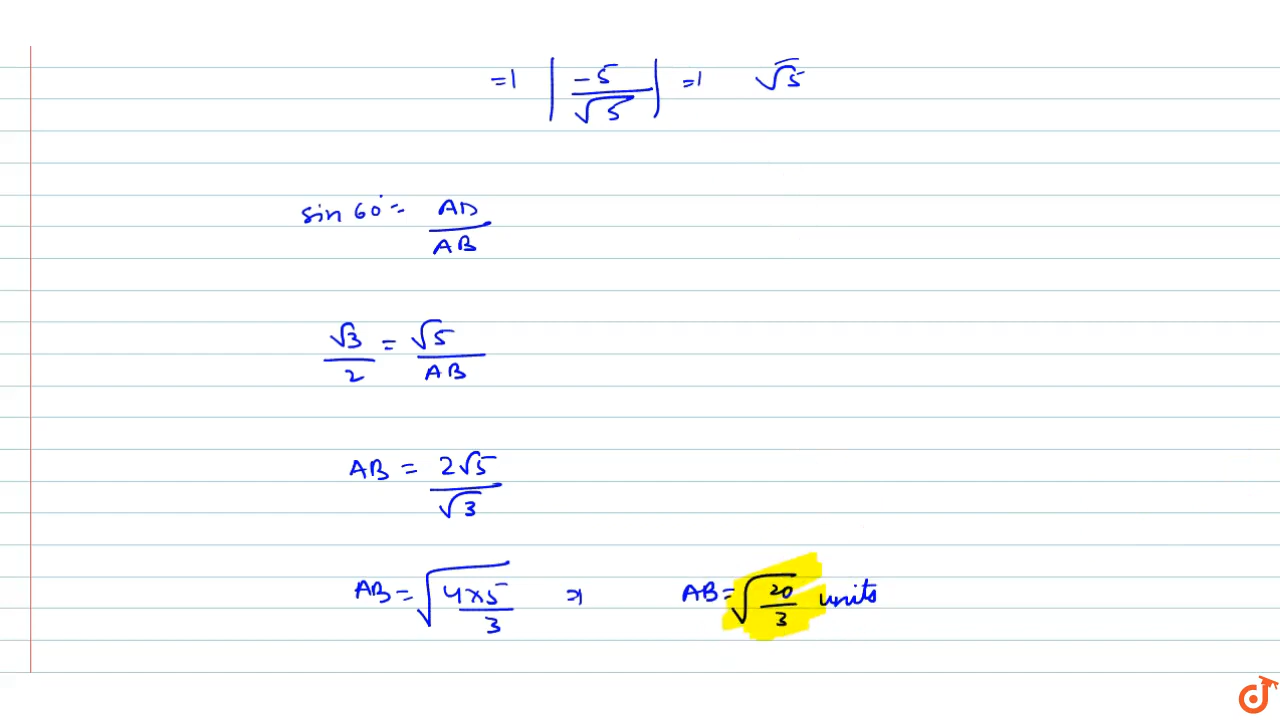 ⇒ | -5/√5 | ⇒ √5
sin 60° = AD/AB
√3/2 = √5/AB
AB = 2√5/√3
AB = √(4×5/3) ⇒ AB = √(20/3) units